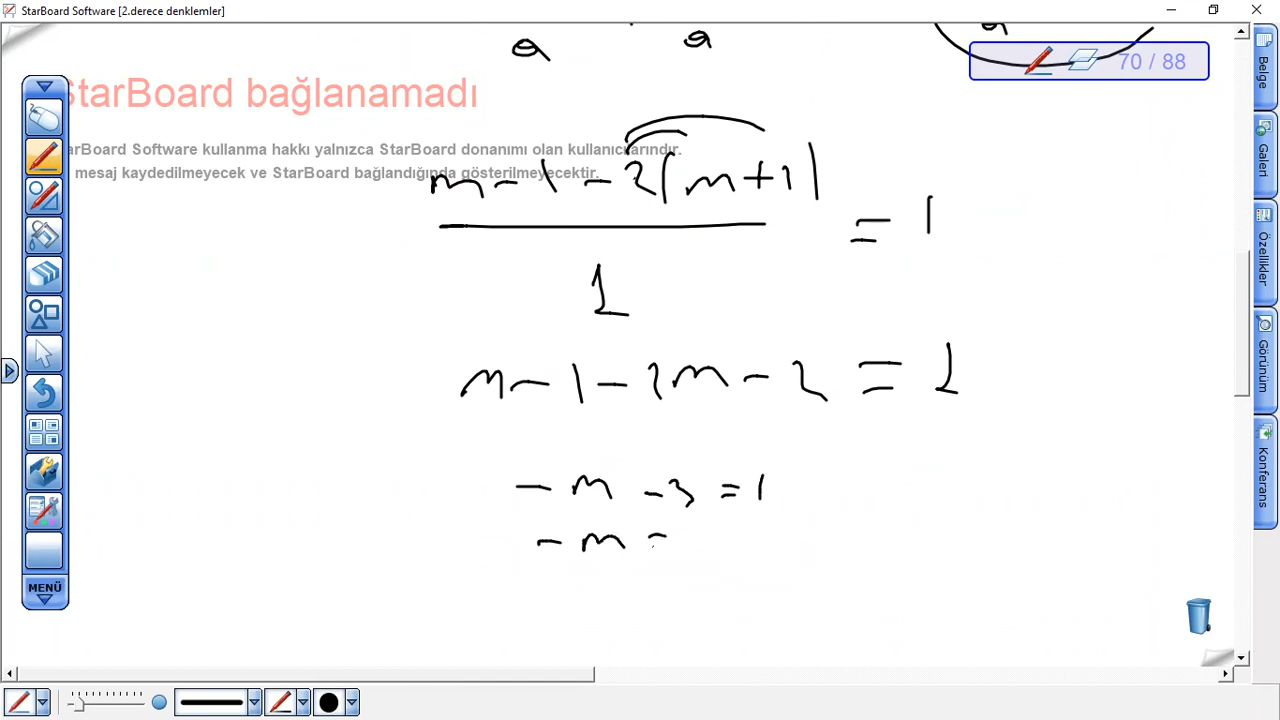 StarBoard Software [2.derece denklemler]
a a a
70 / 88
StarBoard bağlanamadı
StarBoard Software kullanma hakkı yalnızca StarBoard donanımı olan kullanıcılarındır.
mesaj kaydedilmeyecek ve StarBoard bağlandığında gösterilmeyecektir.
m - 1 - 2(m+1)
= 1
1
m - 1 - 2m - 2 = 1
- m - 3 = 1
- m =
MENÜ
Belge
Galeri
Özellikler
Görünüm
Konferans